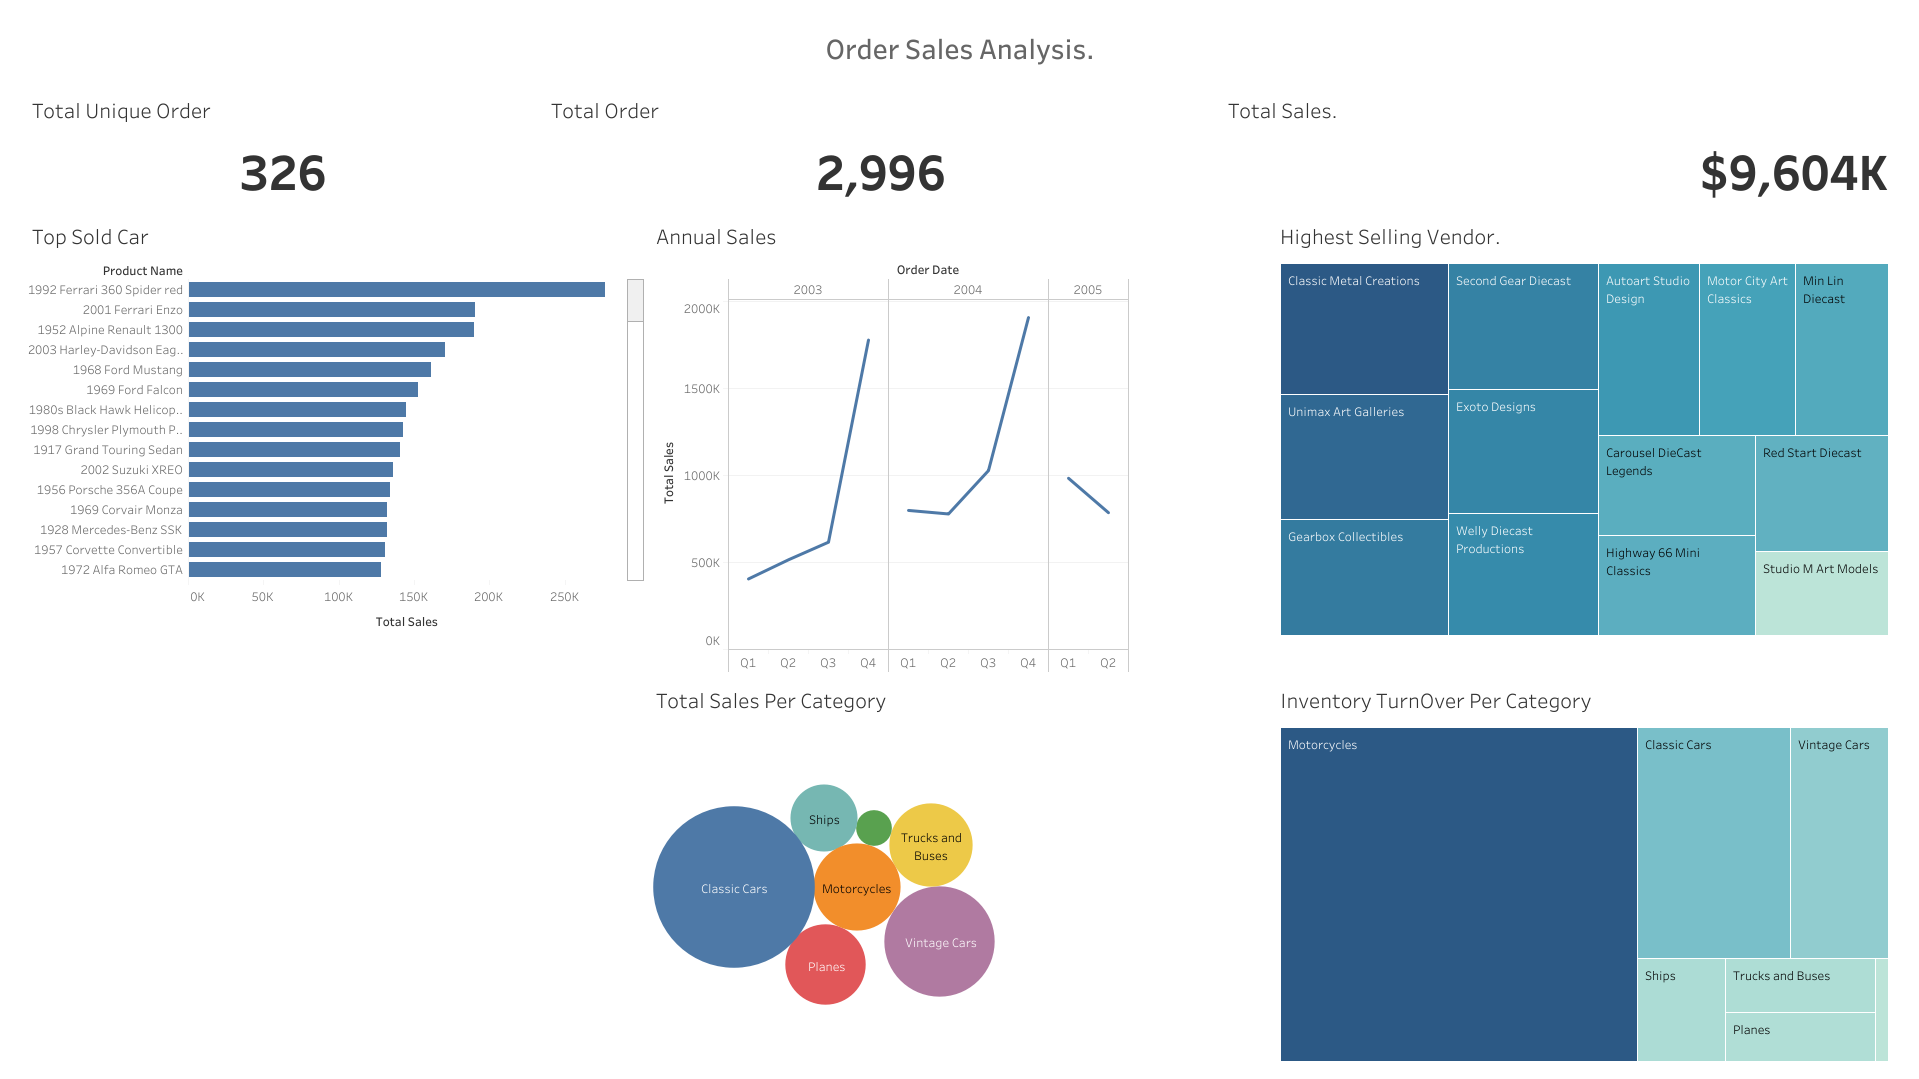 Order Sales Analysis.
Total Unique Order
Total Order
Total Sales.
326
2,996
$9,604K
Top Sold Car
Product Name
1992 Ferrari 360 Spider red
2001 Ferrari Enzo
1952 Alpine Renault 1300
2003 Harley-Davidson Eag..
1968 Ford Mustang
1969 Ford Falcon
1980s Black Hawk Helicop..
1998 Chrysler Plymouth P..
1917 Grand Touring Sedan
2002 Suzuki XREO
1956 Porsche 356A Coupe
1969 Corvair Monza
1928 Mercedes-Benz SSK
1957 Corvette Convertible
1972 Alfa Romeo GTA
0K 50K 100K 150K 200K 250K
Total Sales
Annual Sales
Order Date
2003 2004 2005
2000K
1500K
1000K
500K
0K
Total Sales
Q1 Q2 Q3 Q4 Q1 Q2 Q3 Q4 Q1 Q2
Highest Selling Vendor.
Classic Metal Creations
Unimax Art Galleries
Gearbox Collectibles
Second Gear Diecast
Exoto Designs
Welly Diecast
Productions
Autoart Studio
Design
Motor City Art
Classics
Min Lin
Diecast
Carousel DieCast
Legends
Red Start Diecast
Highway 66 Mini
Classics
Studio M Art Models
Total Sales Per Category
Ships
Trucks and
Buses
Classic Cars
Motorcycles
Vintage Cars
Planes
Inventory TurnOver Per Category
Motorcycles
Classic Cars
Vintage Cars
Ships
Trucks and Buses
Planes